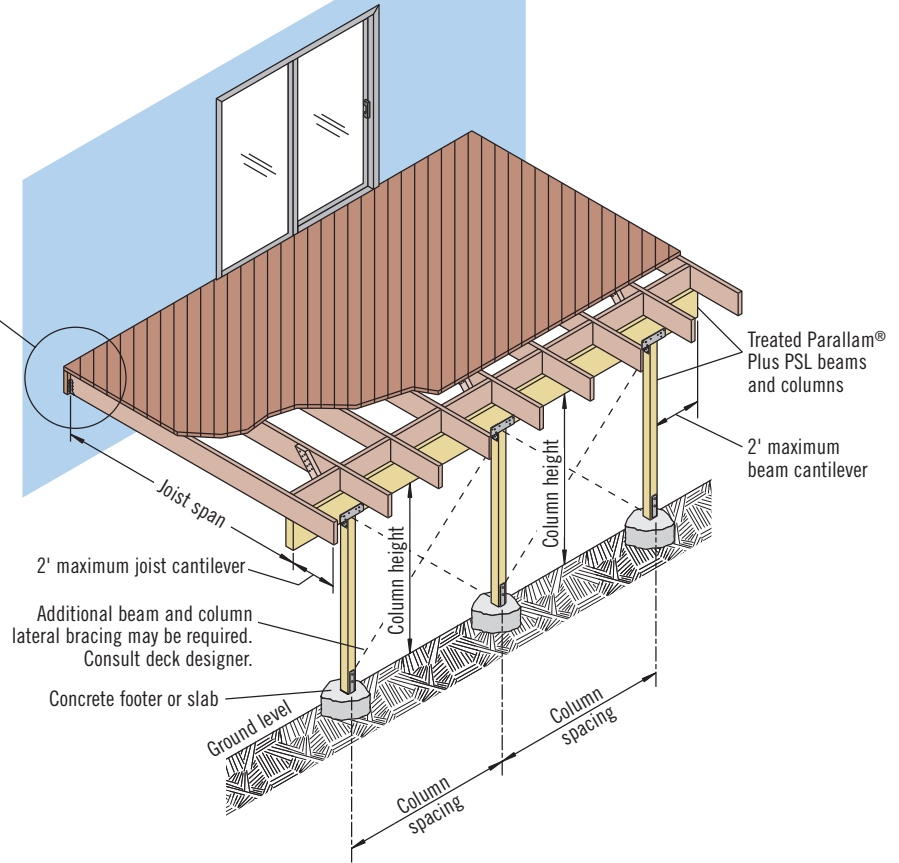 Treated Parallam®
Plus PSL beams
and columns
2' maximum
beam cantilever
Joist span
Column height
Column height
2' maximum joist cantilever
Additional beam and column
lateral bracing may be required.
Consult deck designer.
Concrete footer or slab
Ground level
Column
spacing
Column
spacing